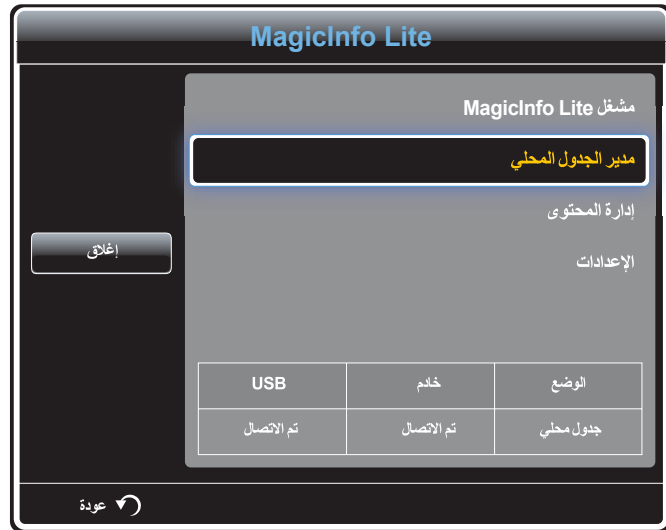 MagicInfo Lite
مشغل MagicInfo Lite
مدير الجدول المحلي
إدارة المحتوى
الإعدادات
إغلاق
الوضع خادم USB
جدول محلي تم الاتصال تم الاتصال
عودة